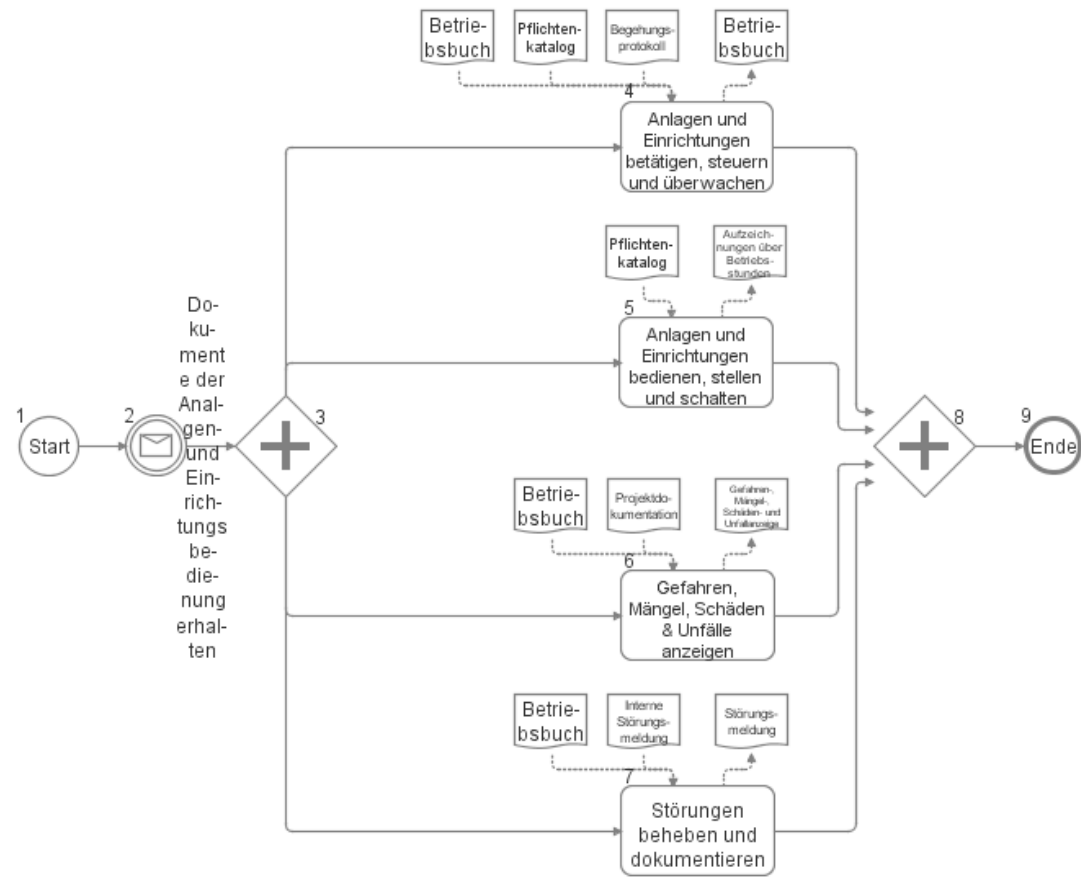 Betrie-
bsbuch
Pflichten-
katalog
Begehungs-
protokoll
Betrie-
bsbuch
4
Anlagen und
Einrichtungen
betätigen, steuern
und überwachen
Pflichten-
katalog
Aufzeich-
nungen über
Betriebs-
stunden
5
Anlagen und
Einrichtungen
bedienen, stellen
und schalten
1
Start
2
Do-
ku-
ment
e der
Anal-
gen-
und
Ein-
rich-
tungs
be-
die-
nung
erhal-
ten
3
8
9
Ende
Betrie-
bsbuch
Projektdo-
kumentation
Gefahren-,
Mängel-,
Schäden- und
Unfallanzeige
6
Gefahren,
Mängel, Schäden
& Unfälle
anzeigen
Betrie-
bsbuch
Interne
Störungs-
meldung
Störungs-
meldung
7
Störungen
beheben und
dokumentieren